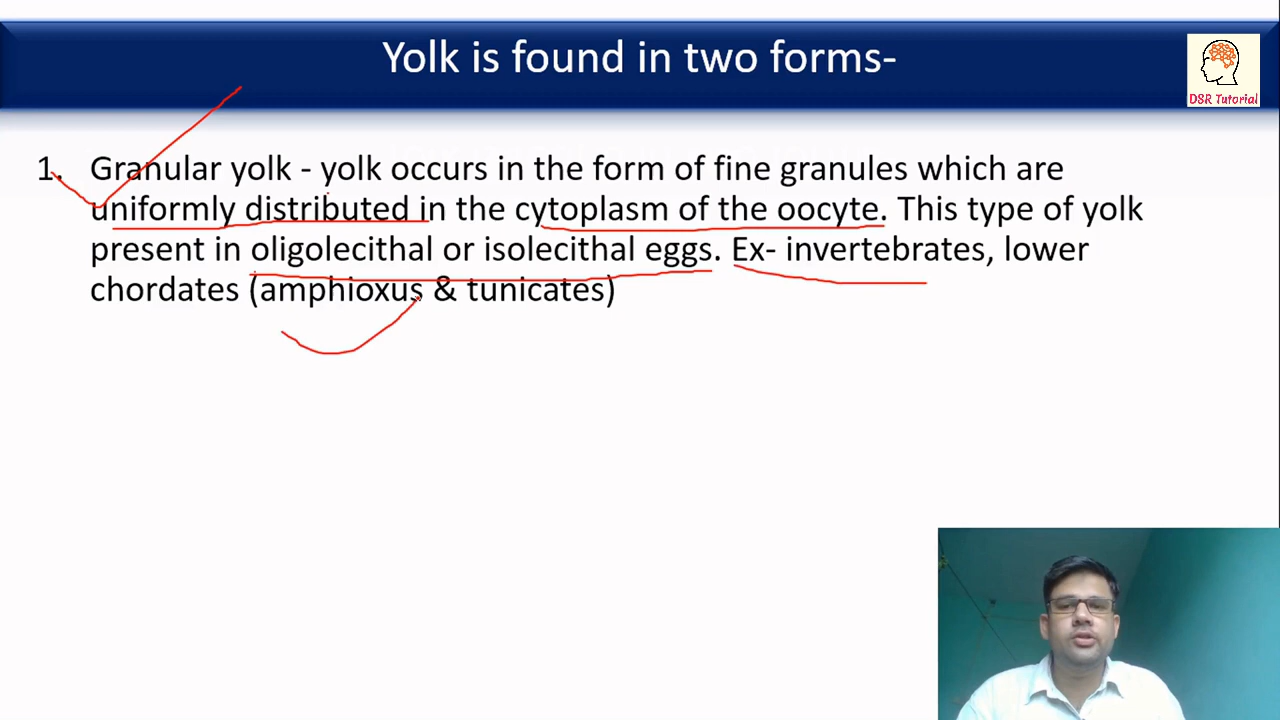 Yolk is found in two forms-
DSR Tutorial
1. Granular yolk - yolk occurs in the form of fine granules which are
uniformly distributed in the cytoplasm of the oocyte. This type of yolk
present in oligolecithal or isolecithal eggs. Ex- invertebrates, lower
chordates (amphioxus & tunicates)